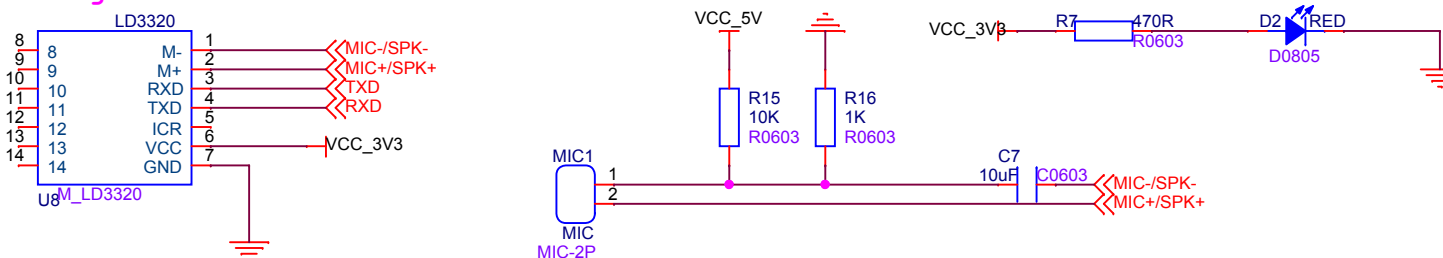 LD3320
8 8 M- 1 MIC-/SPK-
9 9 M+ 2 MIC+/SPK+
10 10 RXD 3 TXD
11 11 TXD 4 RXD
12 12 ICR 5
13 13 VCC 6 VCC_3V3
14 14 GND 7
U8 M_LD3320
VCC_5V
R15
10K
R0603
R16
1K
R0603
MIC1
1
2
MIC
MIC-2P
C7
10uF C0603
MIC-/SPK-
MIC+/SPK+
VCC_3V3 R7 470R D2 RED
R0603 D0805